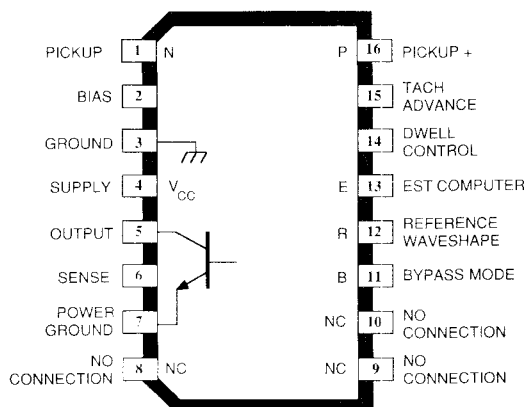 PICKUP 1 N
BIAS 2
GROUND 3
SUPPLY 4 VCC
OUTPUT 5
SENSE 6
POWER
GROUND 7
NO
CONNECTION 8 NC
P 16 PICKUP +
15 TACH
ADVANCE
14 DWELL
CONTROL
E 13 EST COMPUTER
R 12 REFERENCE
WAVESHAPE
B 11 BYPASS MODE
NC 10 NO
CONNECTION
NC 9 NO
CONNECTION